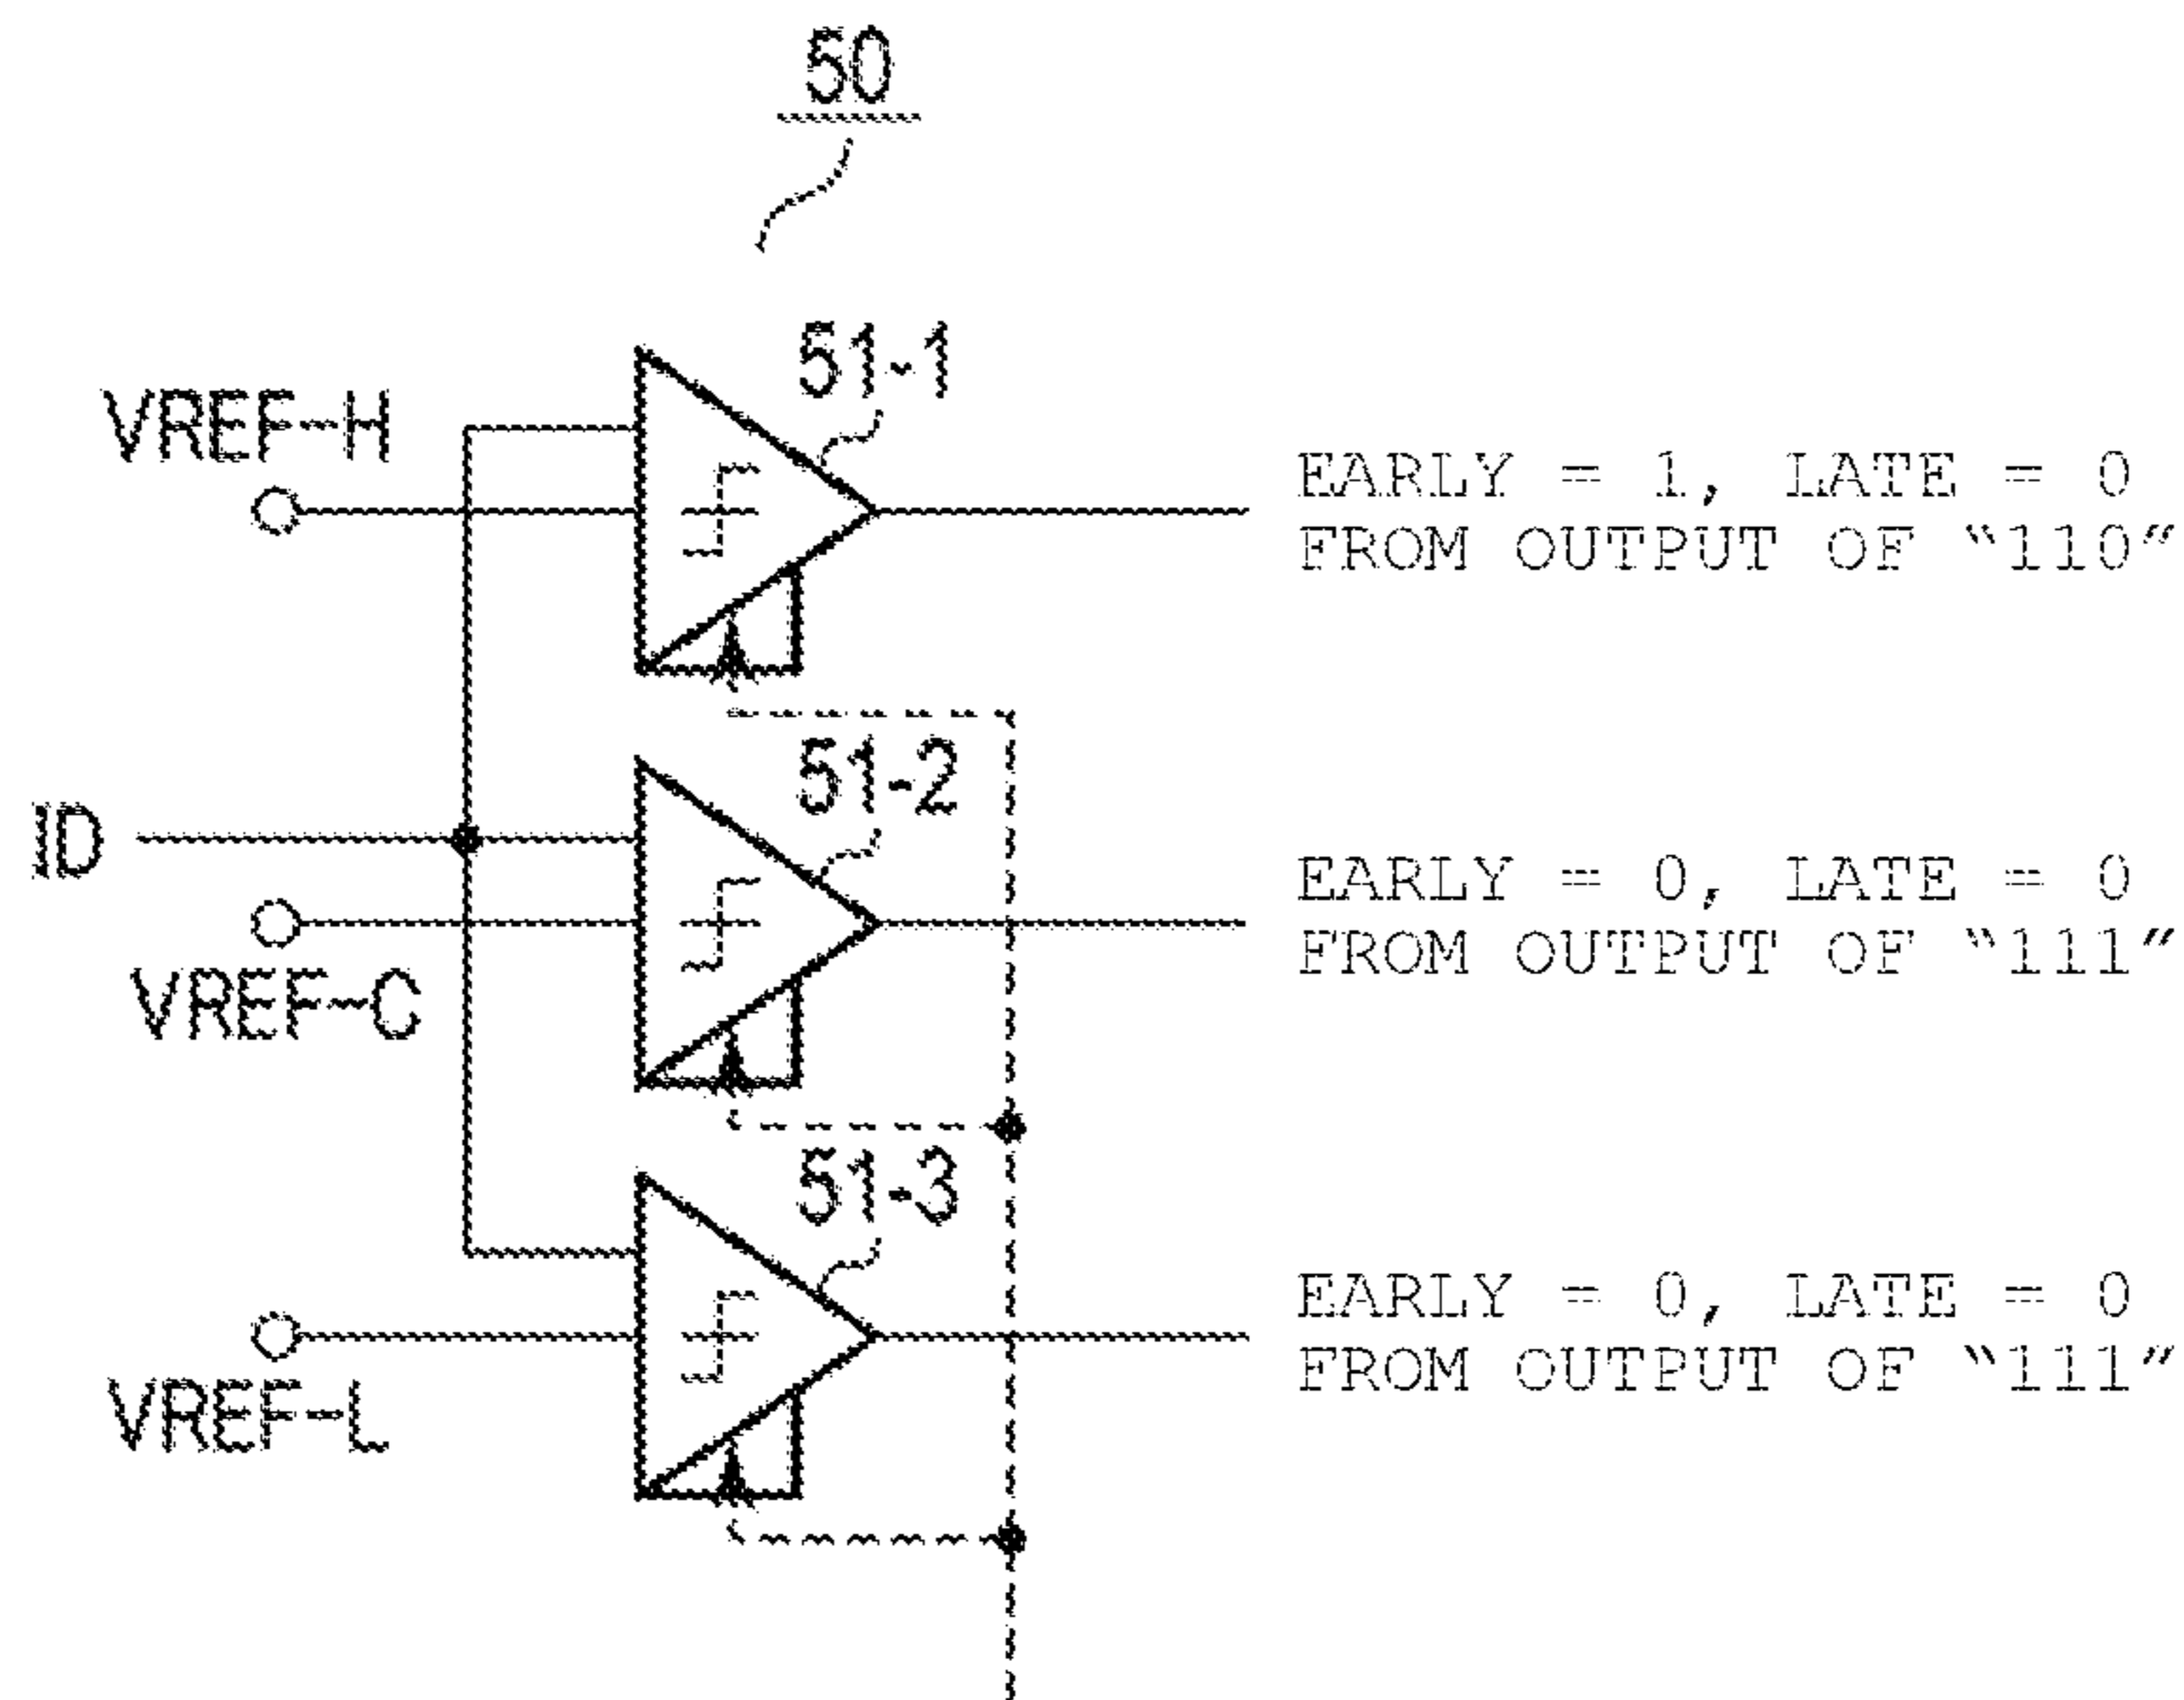 50
51-1
VREF-H
EARLY = 1, LATE = 0
FROM OUTPUT OF “110”
51-2
ID
EARLY = 0, LATE = 0
FROM OUTPUT OF “111”
VREF-C
51-3
EARLY = 0, LATE = 0
FROM OUTPUT OF “111”
VREF-L